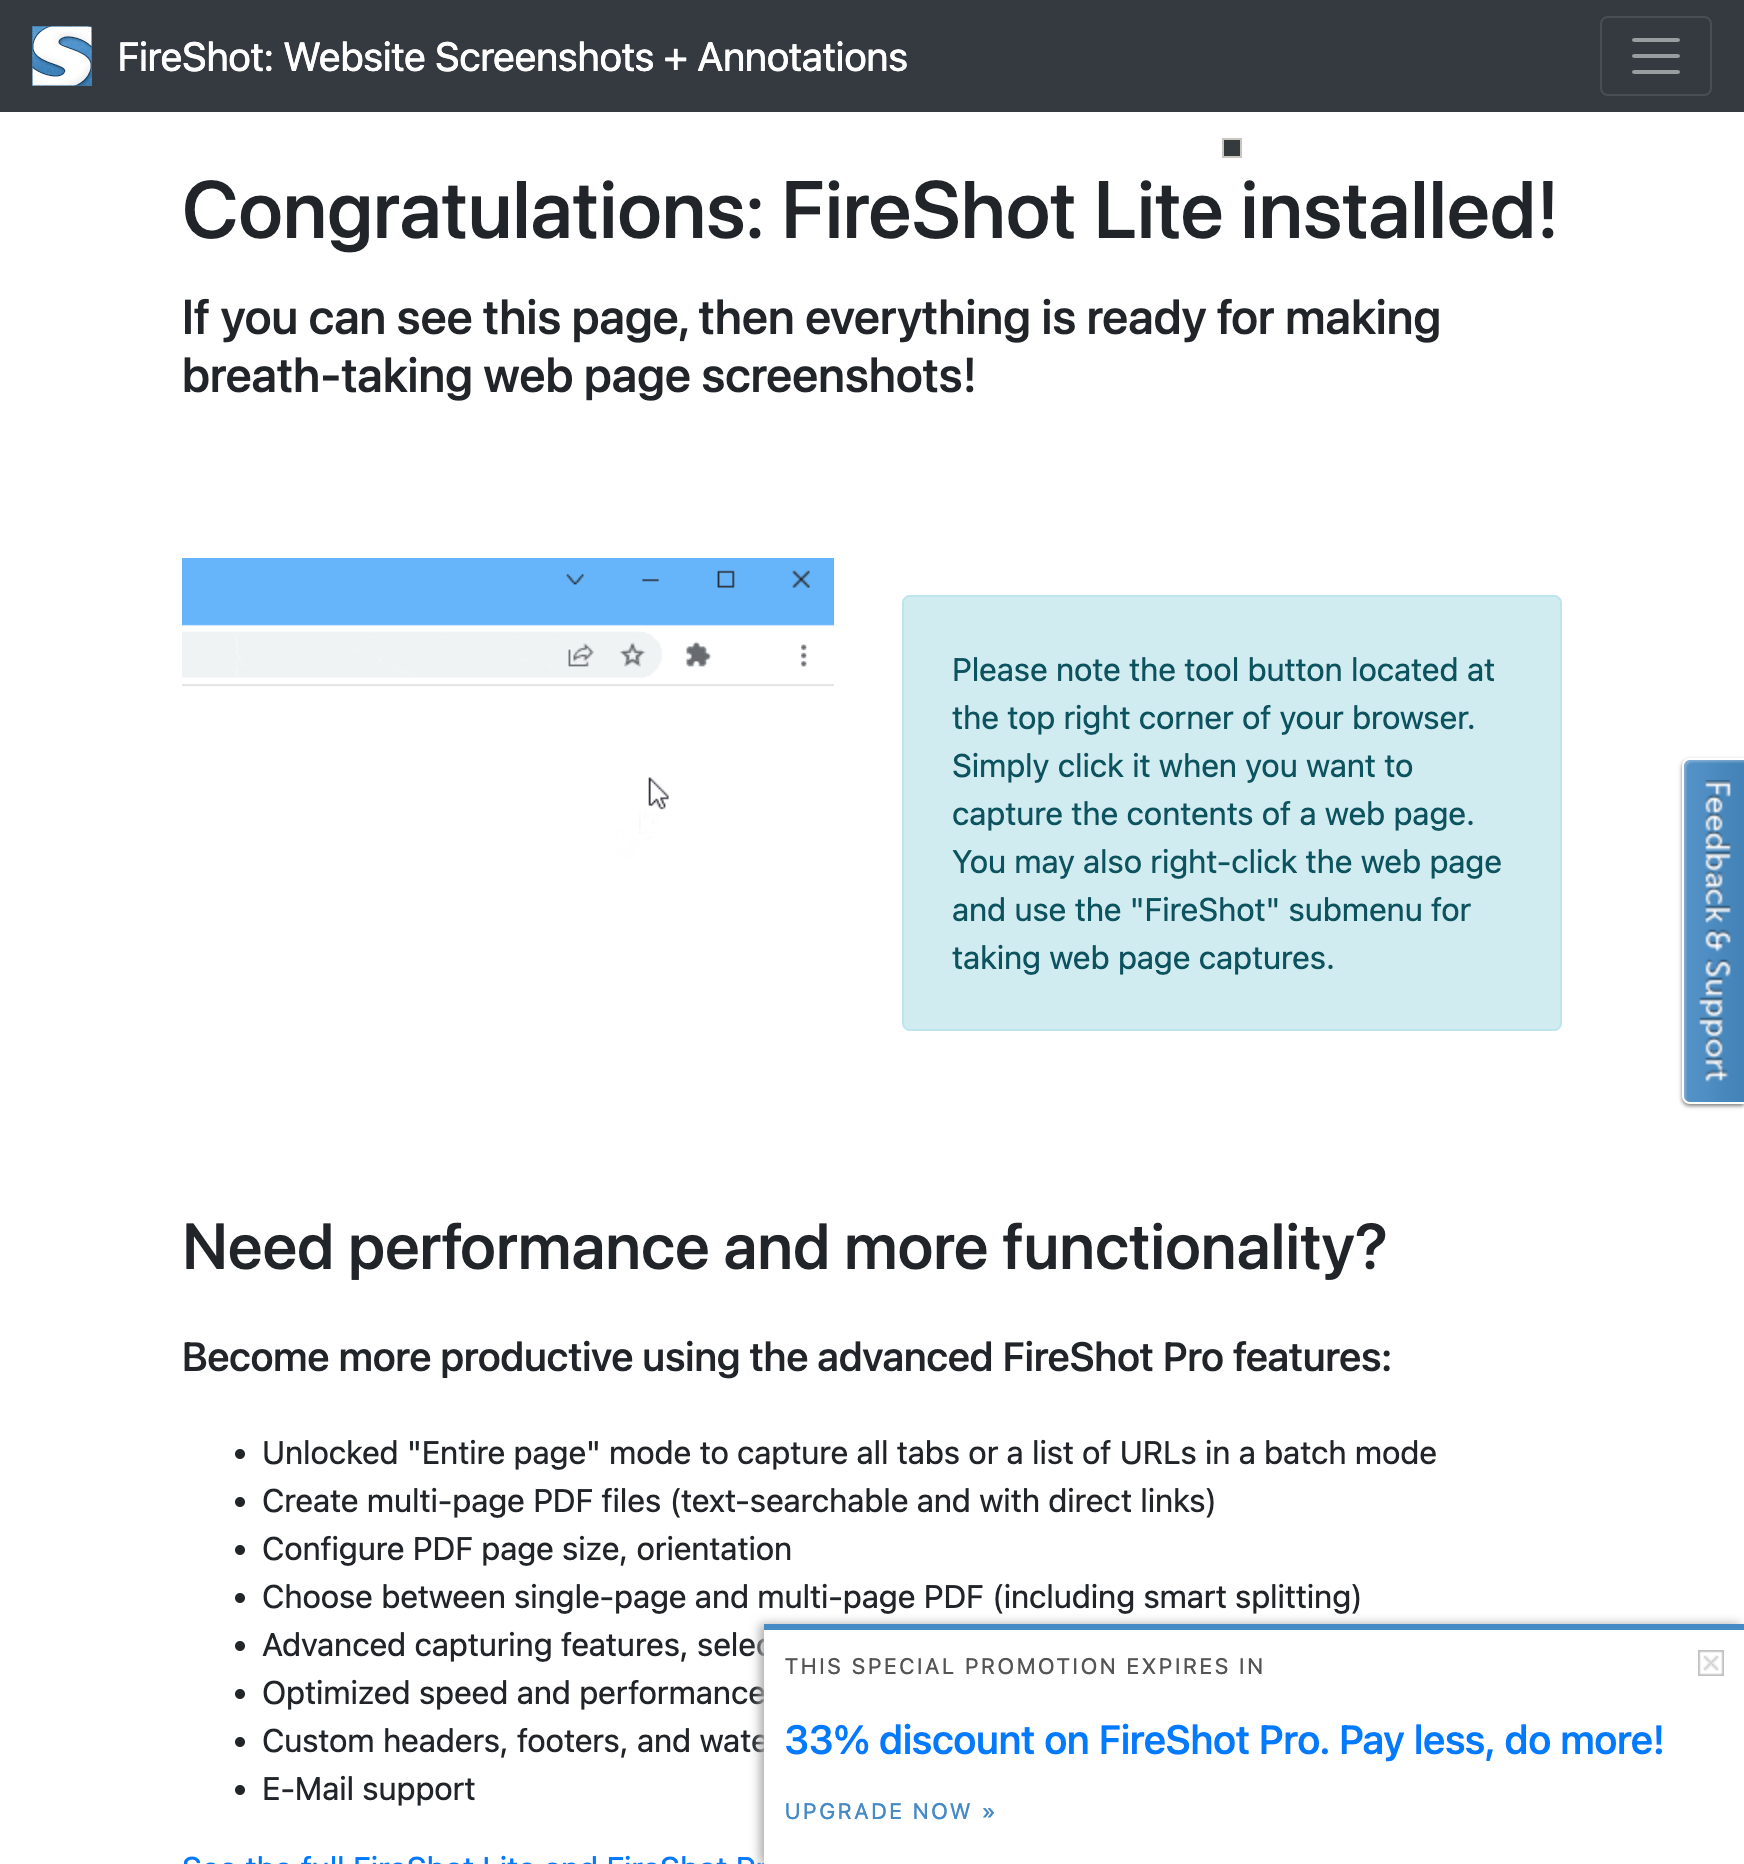 FireShot: Website Screenshots + Annotations
Congratulations: FireShot Lite installed!
If you can see this page, then everything is ready for making
breath-taking web page screenshots!
Please note the tool button located at
the top right corner of your browser.
Simply click it when you want to
capture the contents of a web page.
You may also right-click the web page
and use the "FireShot" submenu for
taking web page captures.
Feedback & Support
Need performance and more functionality?
Become more productive using the advanced FireShot Pro features:
Unlocked "Entire page" mode to capture all tabs or a list of URLs in a batch mode
Create multi-page PDF files (text-searchable and with direct links)
Configure PDF page size, orientation
Choose between single-page and multi-page PDF (including smart splitting)
Advanced capturing features,
Optimized speed and performance
Custom headers, footers, and
E-Mail support
See the full FireShot Lite and FireShot
THIS SPECIAL PROMOTION EXPIRES IN
33% discount on FireShot Pro. Pay less, do more!
UPGRADE NOW »